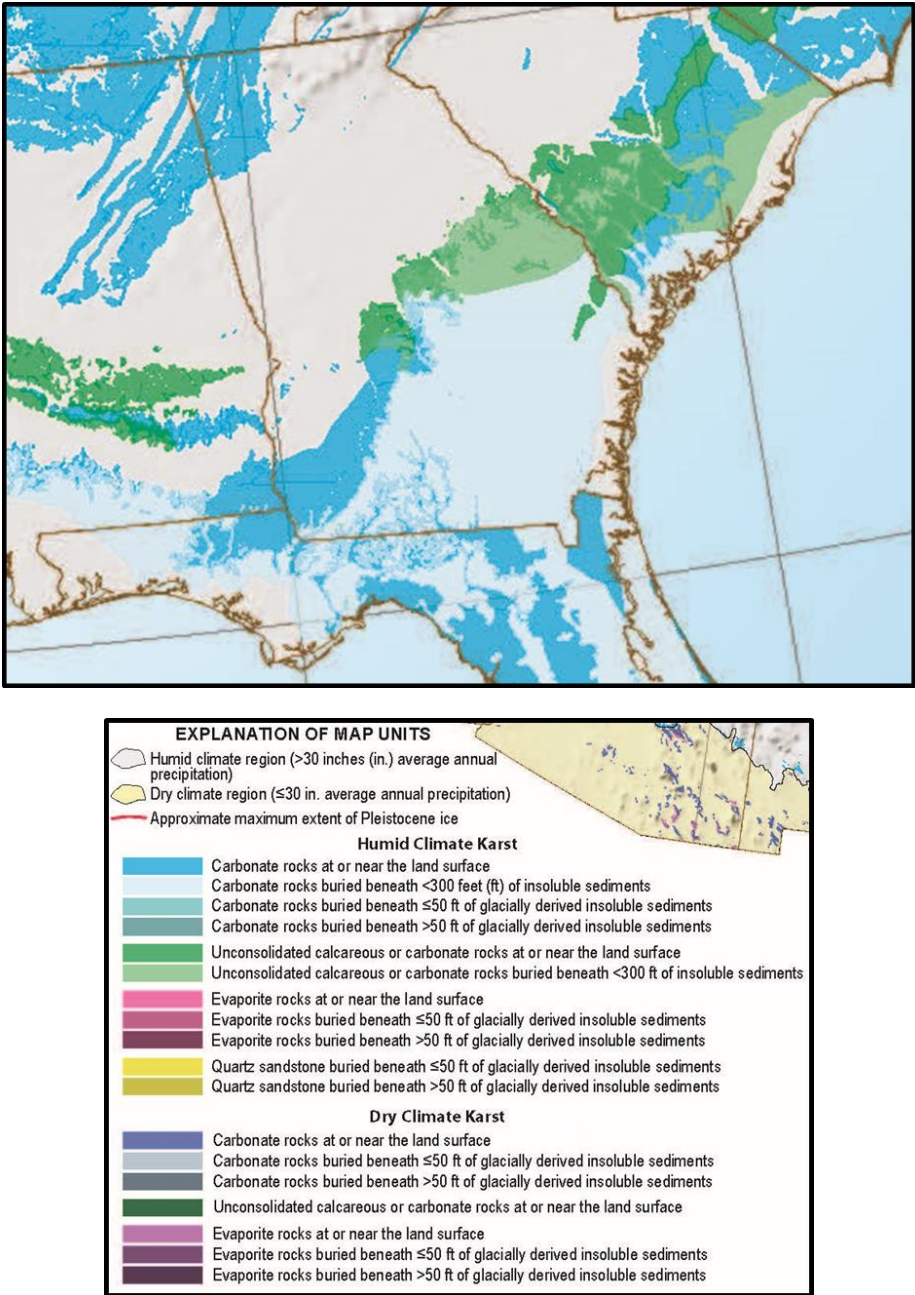 EXPLANATION OF MAP UNITS
Humid climate region (>30 inches (in.) average annual
precipitation)
Dry climate region (≤30 in. average annual precipitation)
Approximate maximum extent of Pleistocene ice
Humid Climate Karst
Carbonate rocks at or near the land surface
Carbonate rocks buried beneath <300 feet (ft) of insoluble sediments
Carbonate rocks buried beneath ≤50 ft of glacially derived insoluble sediments
Carbonate rocks buried beneath >50 ft of glacially derived insoluble sediments
Unconsolidated calcareous or carbonate rocks at or near the land surface
Unconsolidated calcareous or carbonate rocks buried beneath <300 ft of insoluble sediments
Evaporite rocks at or near the land surface
Evaporite rocks buried beneath ≤50 ft of glacially derived insoluble sediments
Evaporite rocks buried beneath >50 ft of glacially derived insoluble sediments
Quartz sandstone buried beneath ≤50 ft of glacially derived insoluble sediments
Quartz sandstone buried beneath >50 ft of glacially derived insoluble sediments
Dry Climate Karst
Carbonate rocks at or near the land surface
Carbonate rocks buried beneath ≤50 ft of glacially derived insoluble sediments
Carbonate rocks buried beneath >50 ft of glacially derived insoluble sediments
Unconsolidated calcareous or carbonate rocks at or near the land surface
Evaporite rocks at or near the land surface
Evaporite rocks buried beneath ≤50 ft of glacially derived insoluble sediments
Evaporite rocks buried beneath >50 ft of glacially derived insoluble sediments